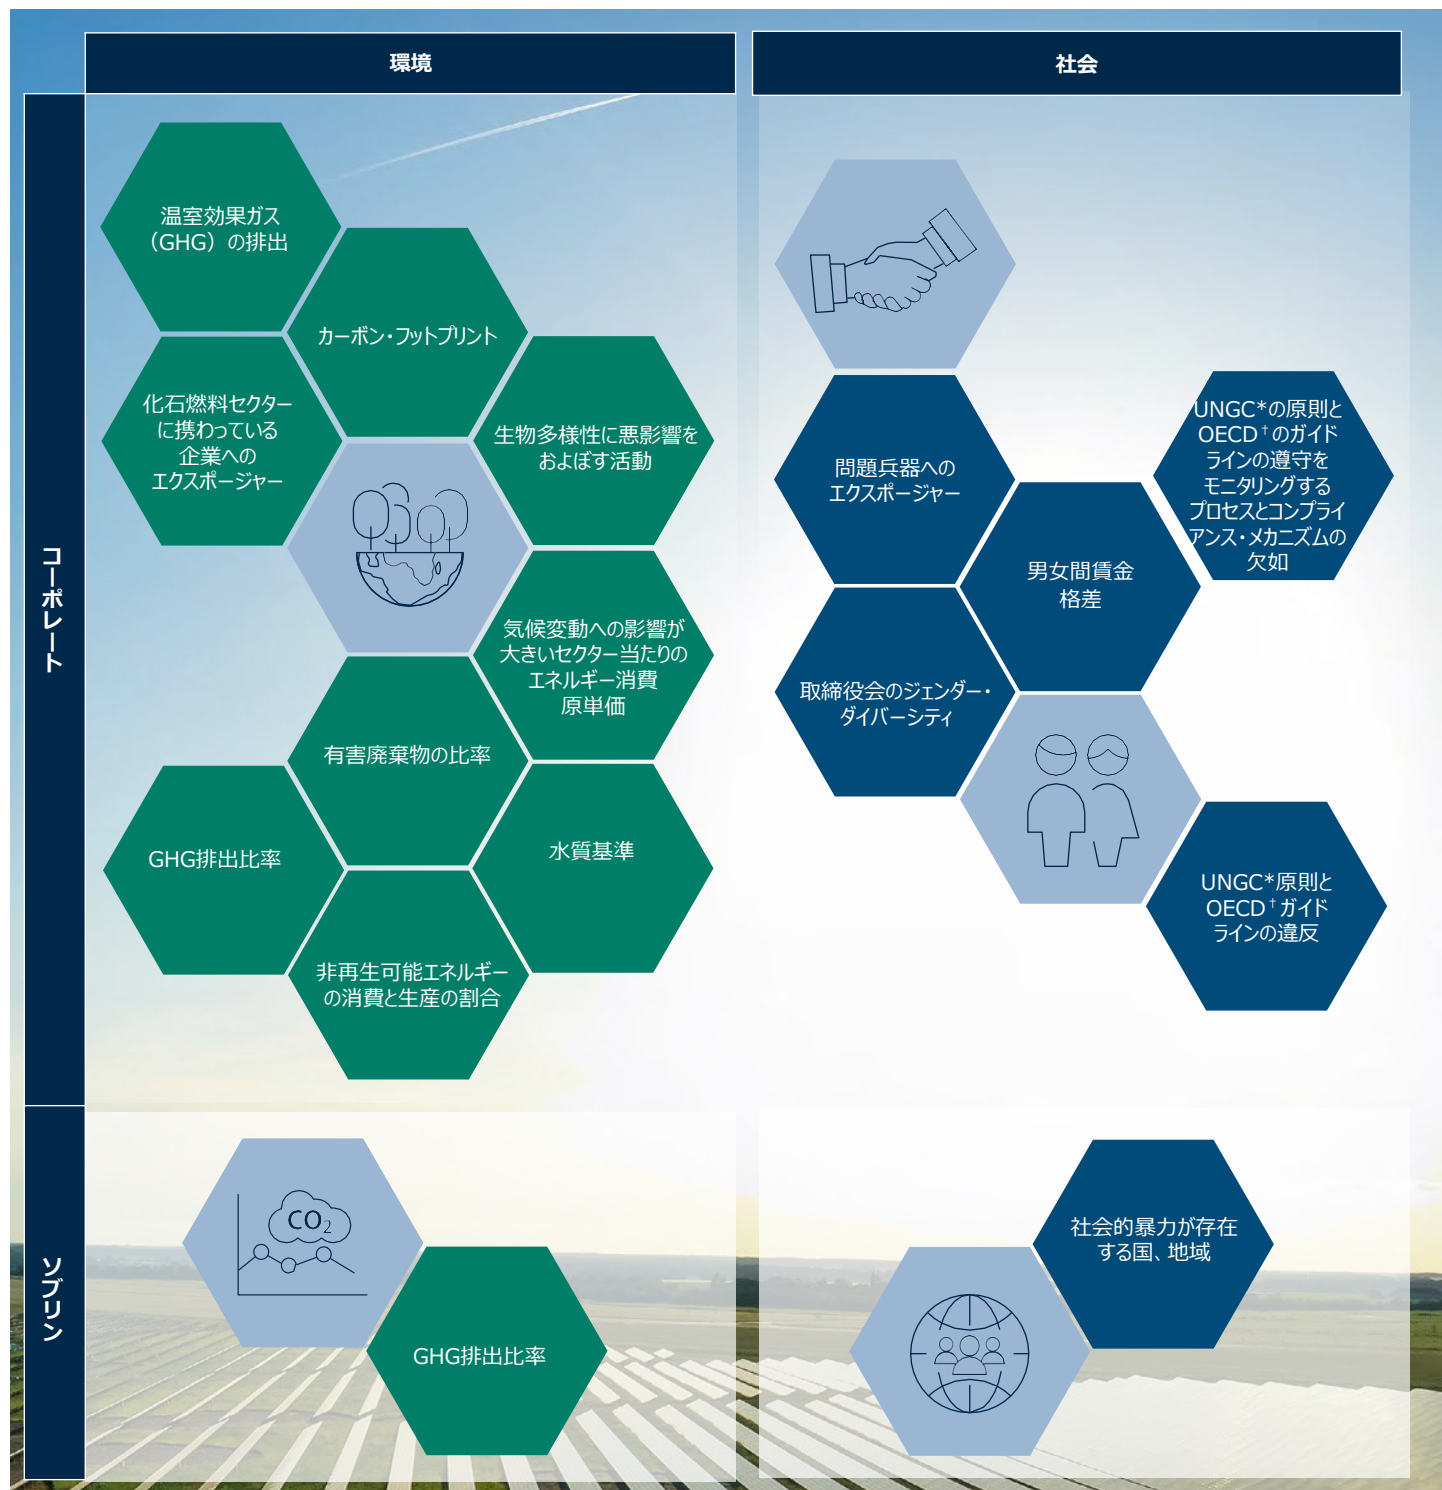 環境
社会
コーポレート
温室効果ガス
（GHG）の排出
カーボン・フットプリント
化石燃料セクター
に携わっている
企業への
エクスポージャー
生物多様性に悪影響を
およぼす活動
気候変動への影響が
大きいセクター当たりの
エネルギー消費
原単価
有害廃棄物の比率
GHG排出比率
水質基準
非再生可能エネルギー
の消費と生産の割合
問題兵器への
エクスポージャー
UNGC*の原則と
OECD†のガイド
ラインの遵守を
モニタリングする
プロセスとコンプライ
アンス・メカニズムの
欠如
男女間賃金
格差
取締役会のジェンダー・
ダイバーシティ
UNGC*原則と
OECD†ガイド
ラインの違反
ソブリン
CO₂
GHG排出比率
社会的暴力が存在
する国、地域